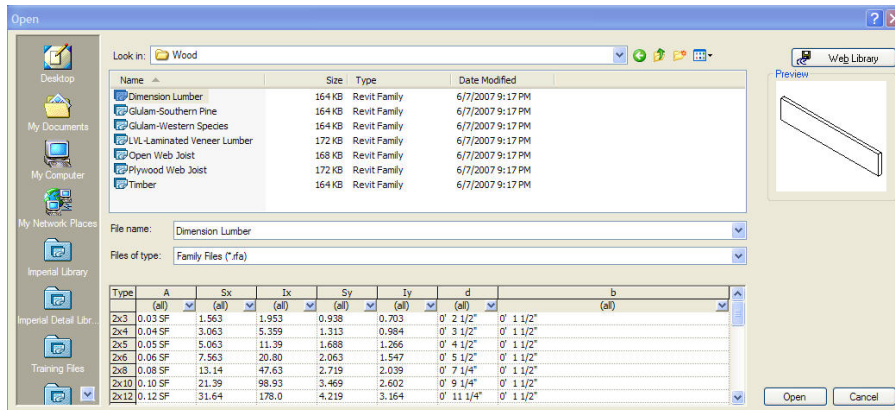 Open
Look in: Wood
Web Library
Desktop
My Documents
My Computer
My Network Places
Imperial Library
Imperial Detail Libr...
Training Files
Name Size Type Date Modified
Dimension Lumber 164 KB Revit Family 6/7/2007 9:17 PM
Glulam-Southern Pine 164 KB Revit Family 6/7/2007 9:17 PM
Glulam-Western Species 164 KB Revit Family 6/7/2007 9:17 PM
LVL-Laminated Veneer Lumber 172 KB Revit Family 6/7/2007 9:17 PM
Open Web Joist 168 KB Revit Family 6/7/2007 9:17 PM
Plywood Web Joist 172 KB Revit Family 6/7/2007 9:17 PM
Timber 164 KB Revit Family 6/7/2007 9:17 PM
Preview
File name: Dimension Lumber
Files of type: Family Files (*.rfa)
Type A Sx Ix Sy Iy d b
(all) (all) (all) (all) (all) (all) (all)
2x3 0.03 SF 1.563 1.953 0.938 0.703 0' 2 1/2" 0' 1 1/2"
2x4 0.04 SF 3.063 5.359 1.313 0.984 0' 3 1/2" 0' 1 1/2"
2x5 0.05 SF 5.063 11.39 1.688 1.266 0' 4 1/2" 0' 1 1/2"
2x6 0.06 SF 7.563 20.80 2.063 1.547 0' 5 1/2" 0' 1 1/2"
2x8 0.08 SF 13.14 47.63 2.719 2.039 0' 7 1/4" 0' 1 1/2"
2x10 0.10 SF 21.39 98.93 3.469 2.602 0' 9 1/4" 0' 1 1/2"
2x12 0.12 SF 31.64 178.0 4.219 3.164 0' 11 1/4" 0' 1 1/2"
Open Cancel